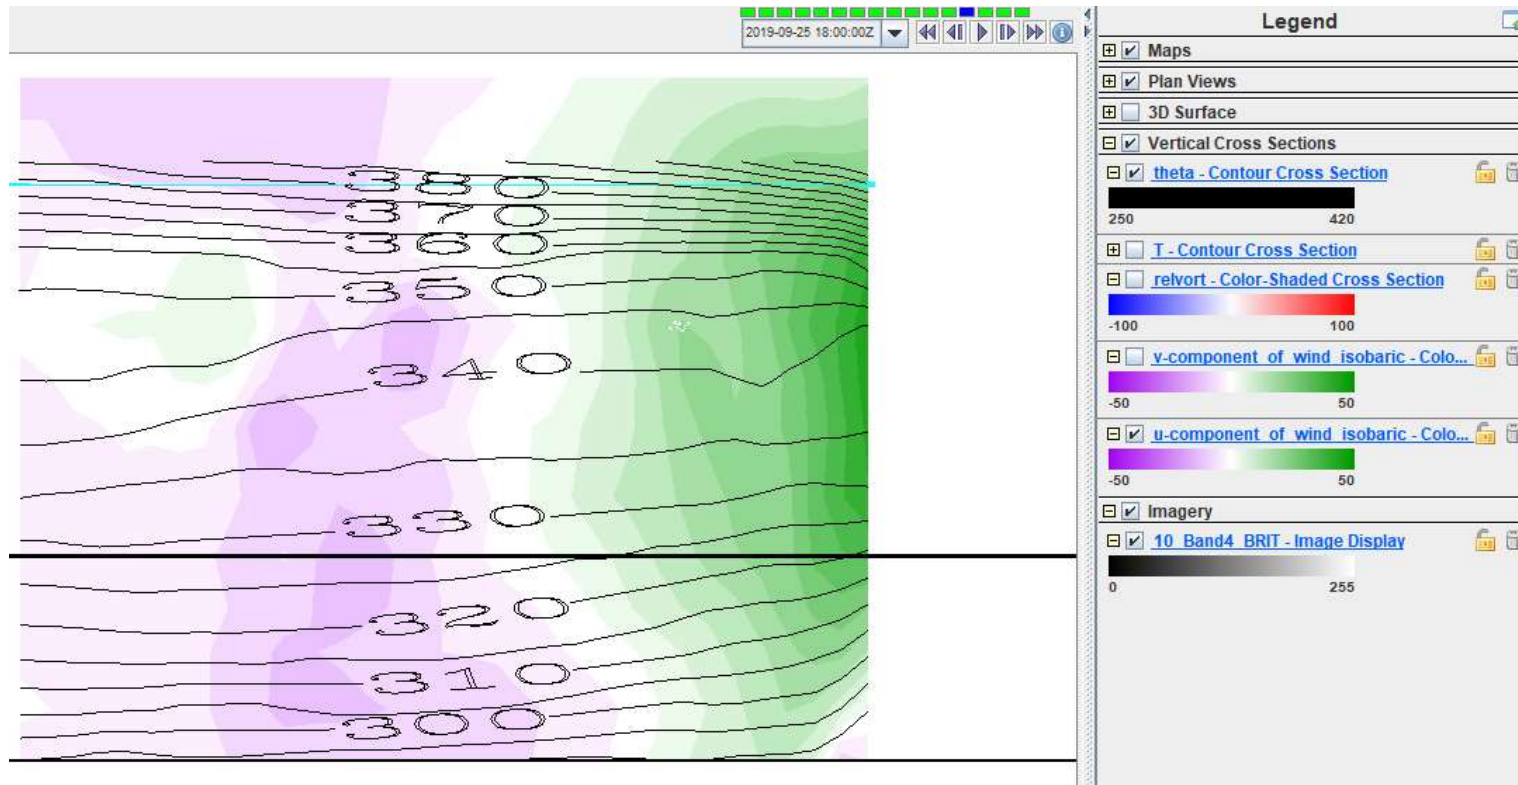 2019-09-25 18:00:00Z
Legend
Maps
Plan Views
3D Surface
Vertical Cross Sections
theta - Contour Cross Section
250 420
T - Contour Cross Section
relvort - Color-Shaded Cross Section
-100 100
v-component_of_wind_isobaric - Colo...
-50 50
u-component_of_wind_isobaric - Colo...
-50 50
Imagery
10_Band4_BRIT - Image Display
0 255
380
370
360
350
340
330
320
310
300